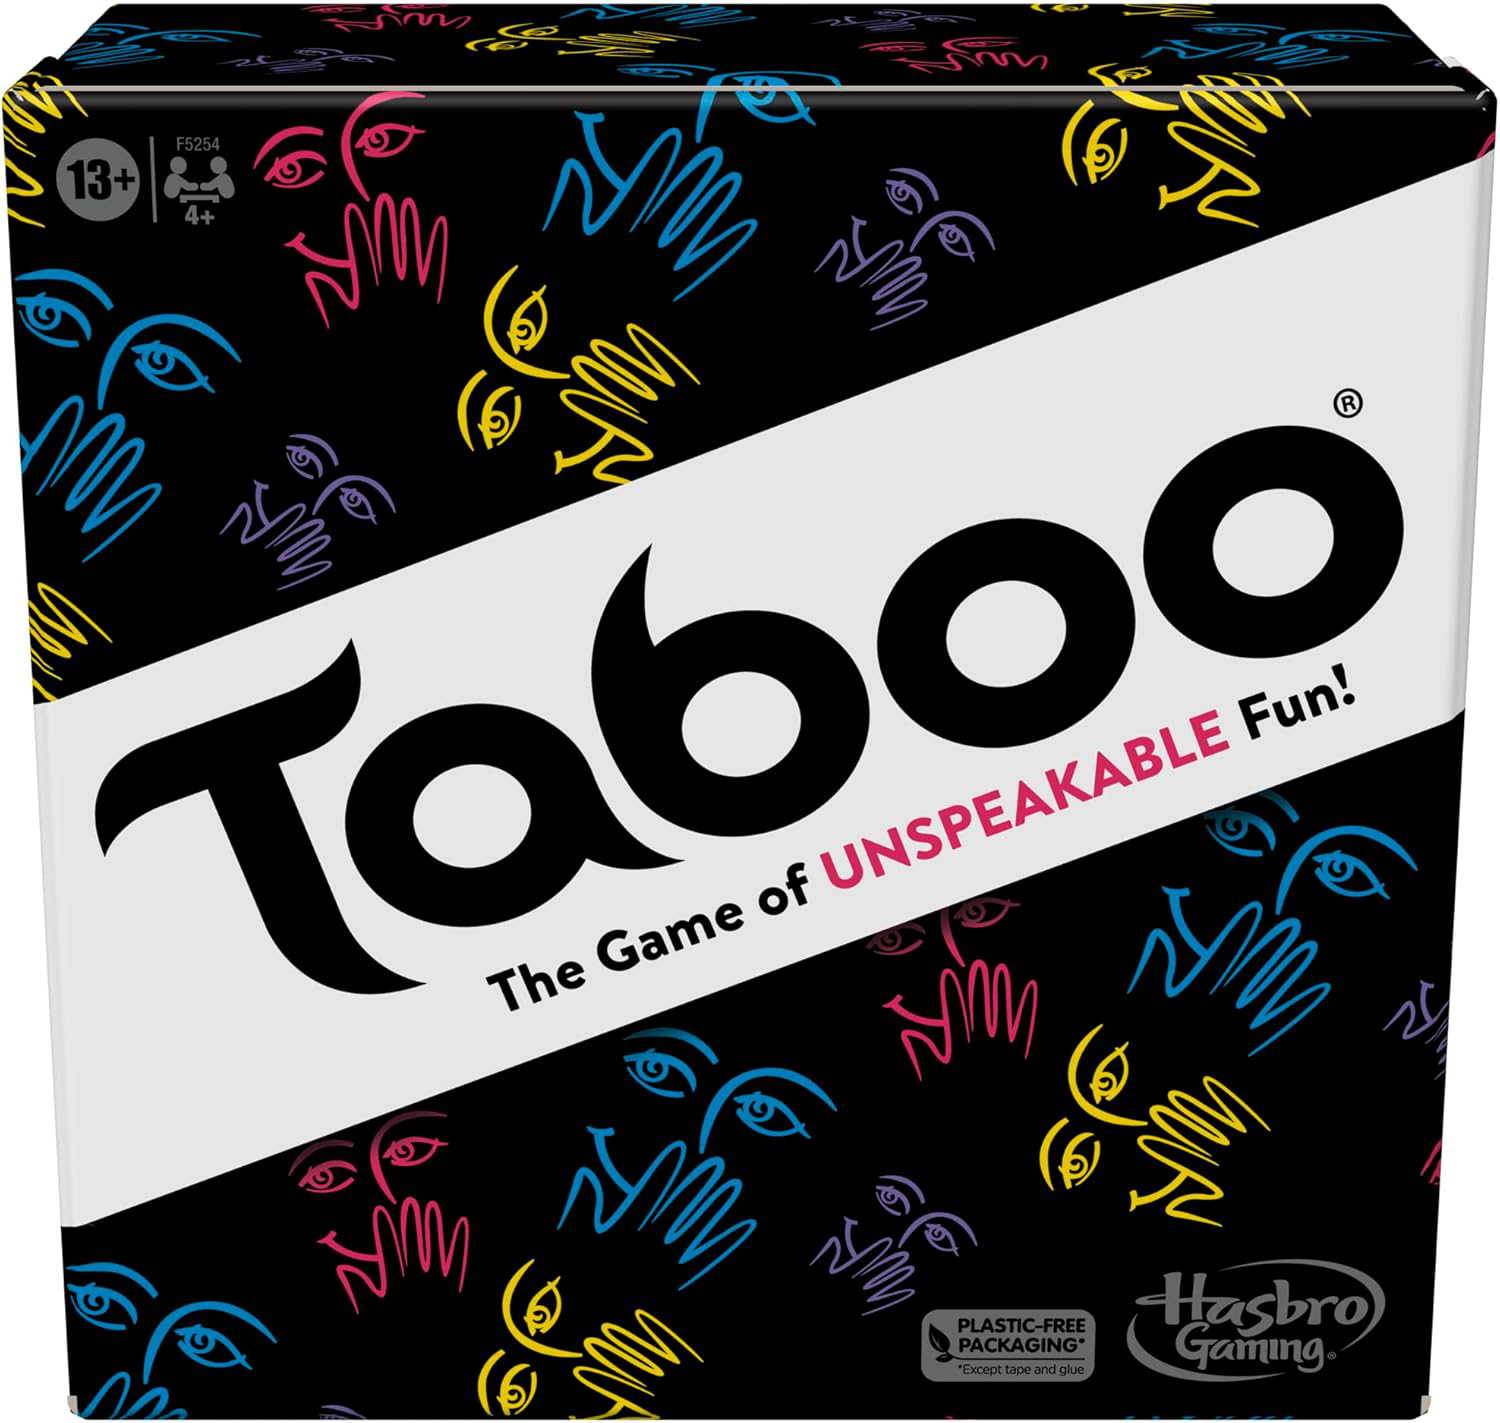 13+
F5254
4+
Taboo®
The Game of UNSPEAKABLE Fun!
PLASTIC-FREE
PACKAGING*
*Except tape and glue
Hasbro
Gaming®